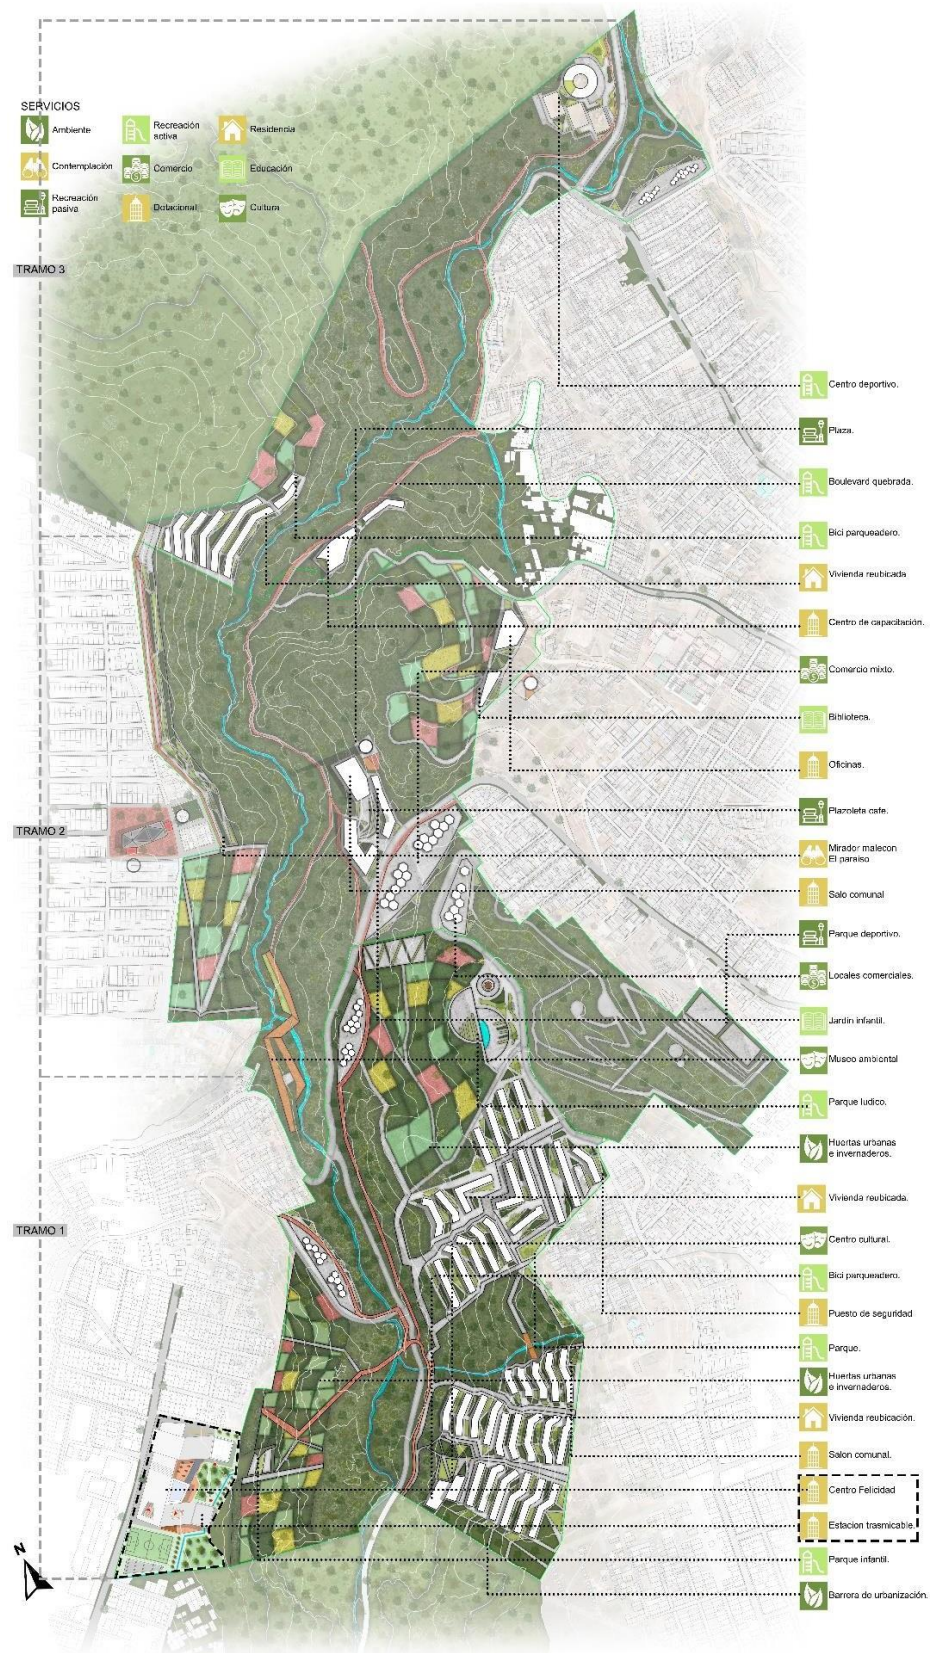 SERVICIOS
Ambiente
Recreación
activa
Residencia
Contemplación
Comercio
Educación
Recreación
pasiva
Dotacional
Cultura
TRAMO 3
Centro deportivo.
Plaza.
Boulevard quebrada.
Bici parqueadero.
Vivienda reubicada
Centro de capacitación.
Comercio mixto.
Biblioteca.
Oficinas.
Plazoleta cafe.
TRAMO 2
Mirador malecon
El paraiso
Salo comunal
Parque deportivo.
Locales comerciales.
Jardin infantil.
Museo ambiental
Parque ludico.
Huertas urbanas
e invernaderos.
Vivienda reubicada.
TRAMO 1
Centro cultural.
Bici parqueadero.
Puesto de seguridad
Parque.
Huertas urbanas
e invernaderos.
Vivienda reubicación.
Salon comunal.
Centro Felicidad
Estacion trasmicable.
Parque infantil.
Barrera de urbanización.
N